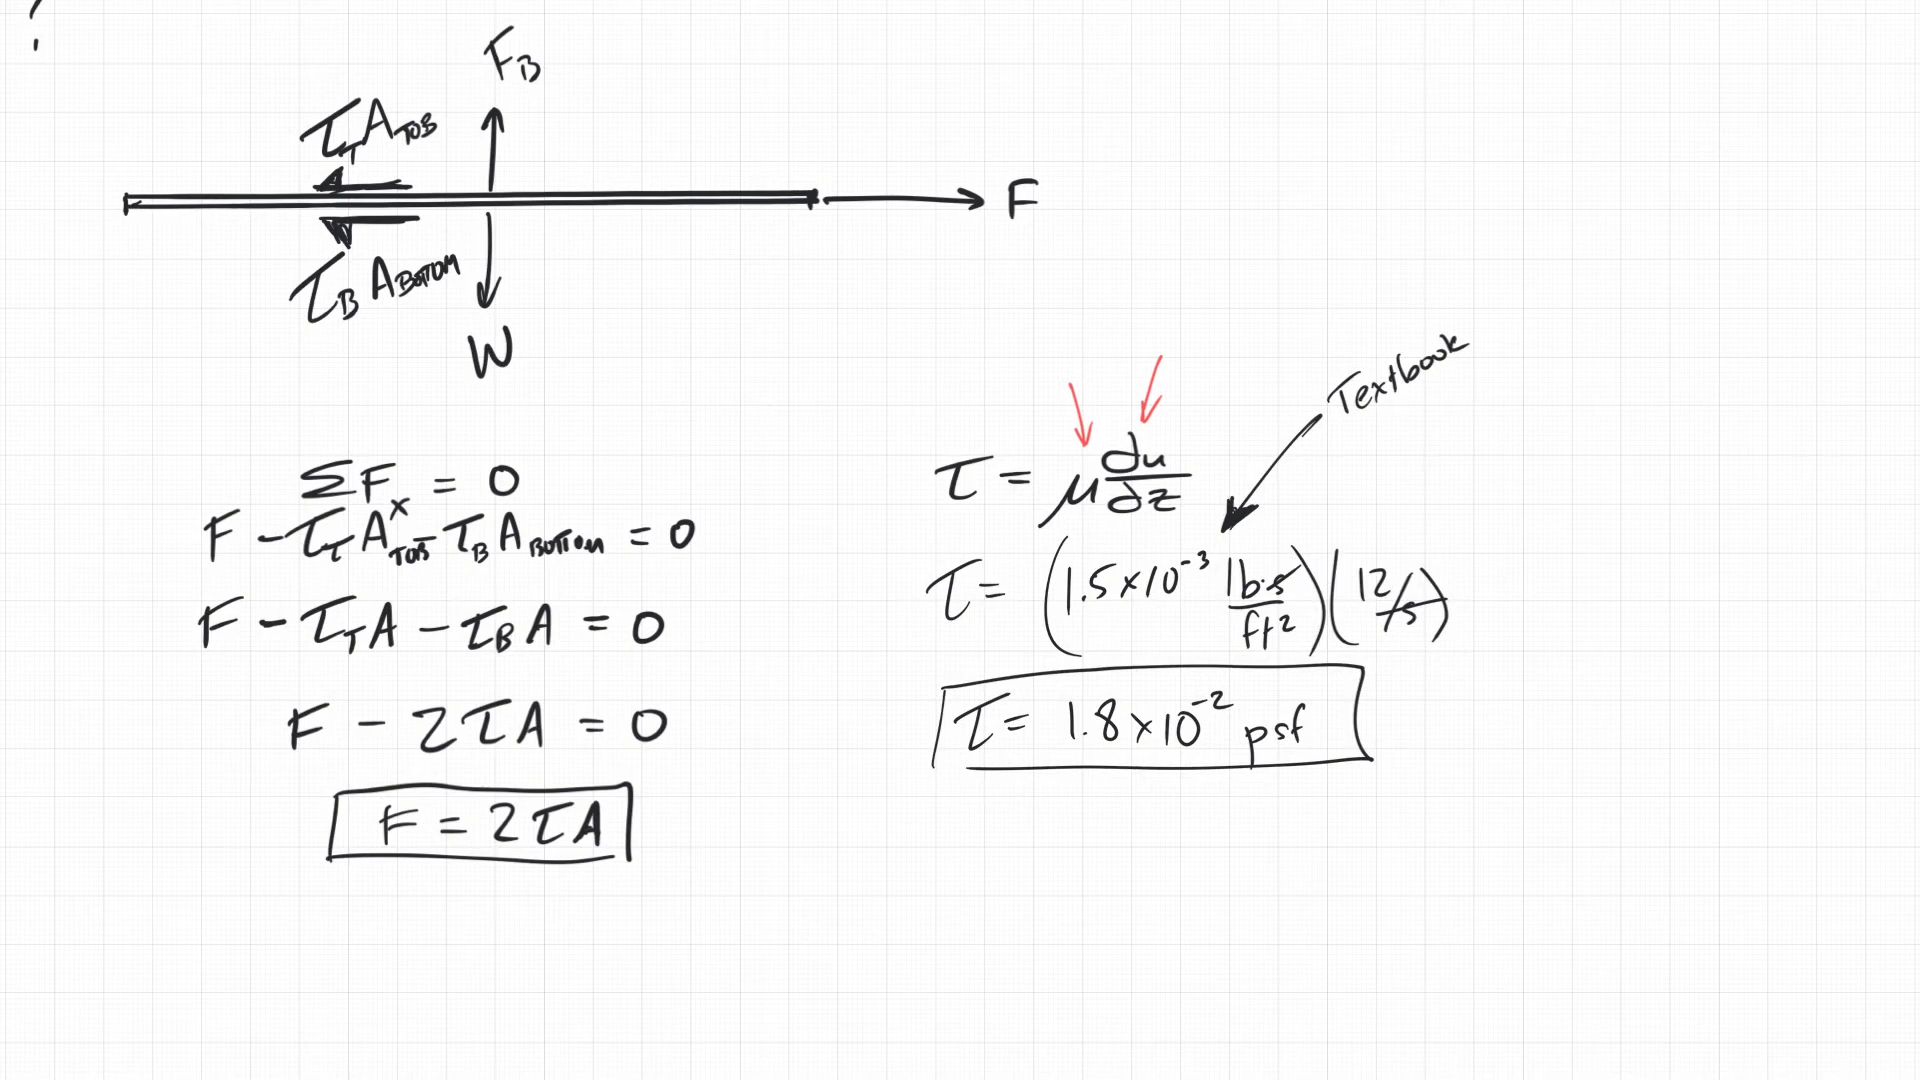 ?
F_B
τ_T A_TOB
F
τ_B A_BOTTOM
W
ΣF_x = 0
F - τ_T A_TOB - τ_B A_BOTTOM = 0
F - τ_T A - τ_B A = 0
F - 2τA = 0
F = 2τA
Textbook
τ = μ du/dz
τ = (1.5×10^-3 lb·s/ft²)(12/s)
τ = 1.8×10^-2 psf